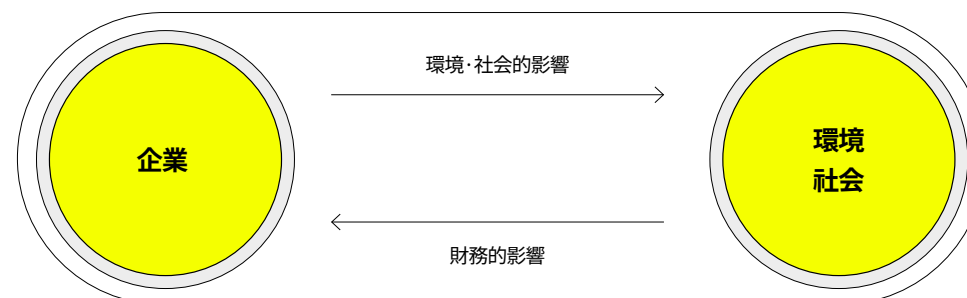 環境・社会的影響
企業
環境
社会
財務的影響